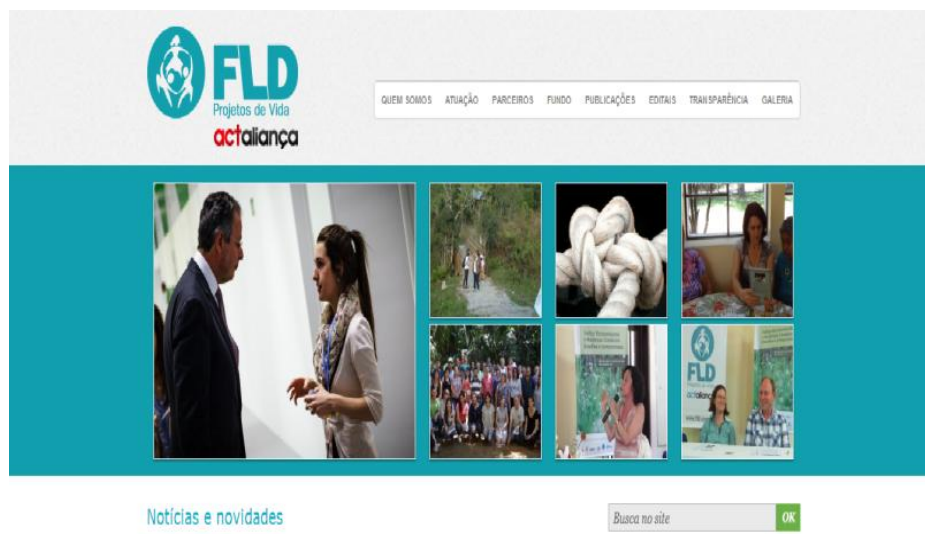 FLD
Projetos de Vida
actaliança
QUEM SOMOS ATUAÇÃO PARCEIROS FUNDO PUBLICAÇÕES EDITAIS TRANSPARÊNCIA GALERIA
FLD
Notícias e novidades
Busca no site OK